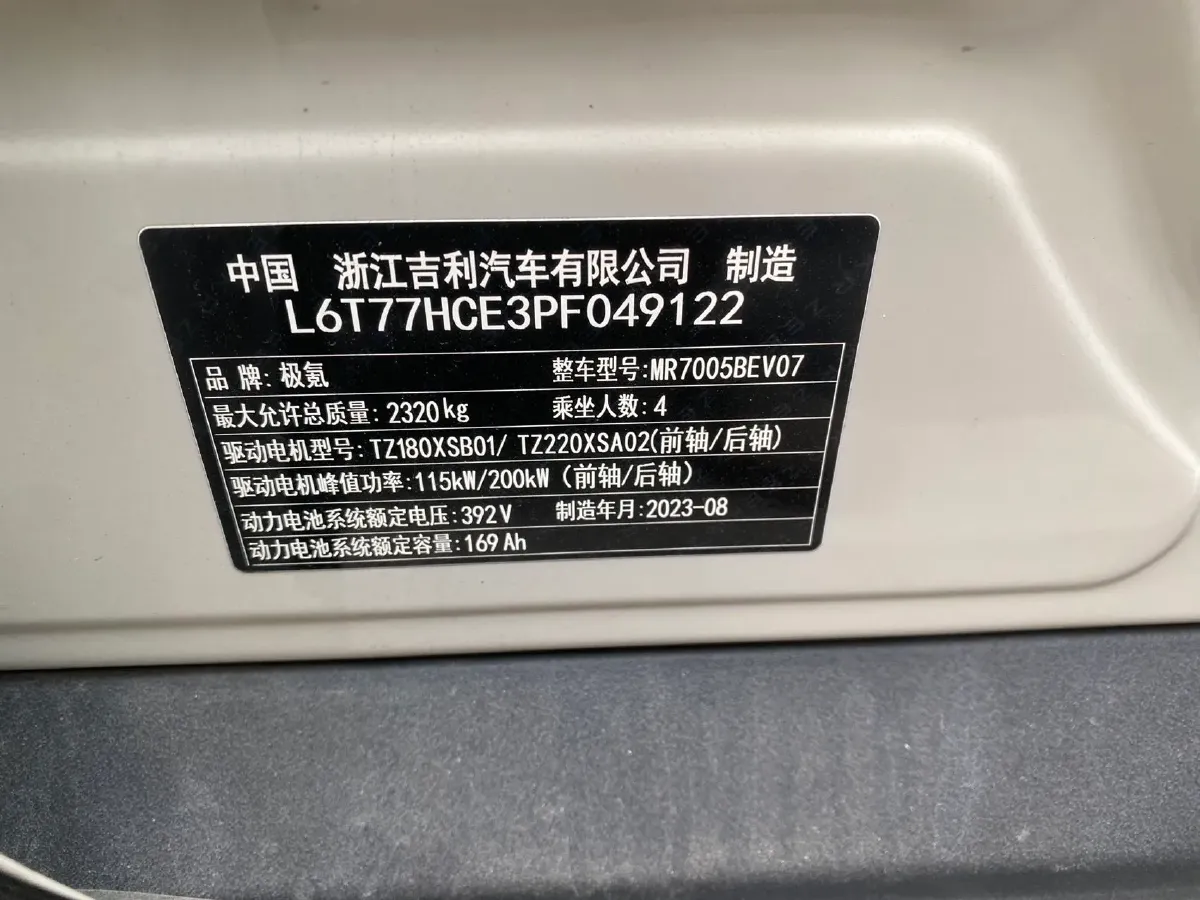 中国 浙江吉利汽车有限公司 制造
L6T77HCE3PF049122
品 牌: 极氪 整车型号:MR7005BEV07
最大允许总质量: 2320kg 乘坐人数: 4
驱动电机型号: TZ180XSB01/ TZ220XSA02(前轴/后轴)
驱动电机峰值功率:115kW/200kW (前轴/后轴)
动力电池系统额定电压:392V 制造年月:2023-08
动力电池系统额定容量:169Ah